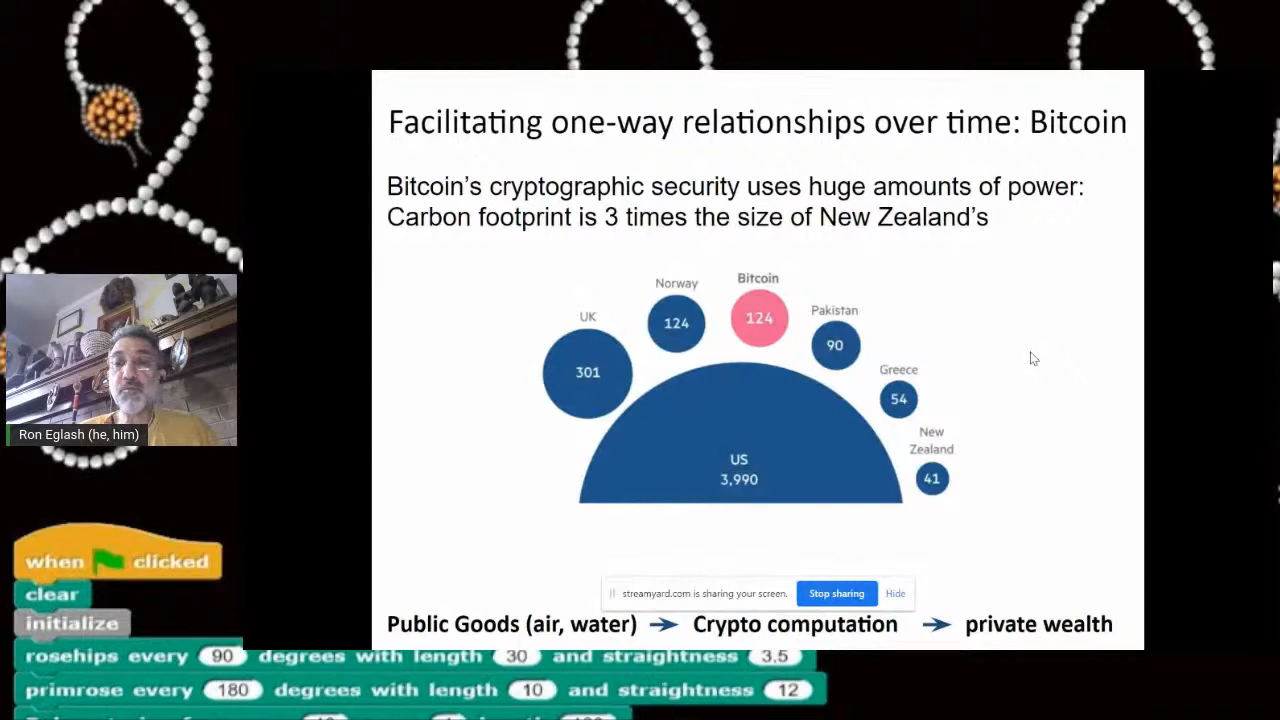 Facilitating one-way relationships over time: Bitcoin
Bitcoin's cryptographic security uses huge amounts of power:
Carbon footprint is 3 times the size of New Zealand's
Bitcoin
Norway
124
124
UK
301
Pakistan
90
Greece
54
New
Zealand
41
US
3,990
Ron Eglash (he, him)
streamyard.com is sharing your screen.
Stop sharing
Hide
Public Goods (air, water) → Crypto computation → private wealth
when clicked
clear
initialize
rosehips every 90 degrees with length 30 and straightness 3.5
primrose every 180 degrees with length 10 and straightness 12